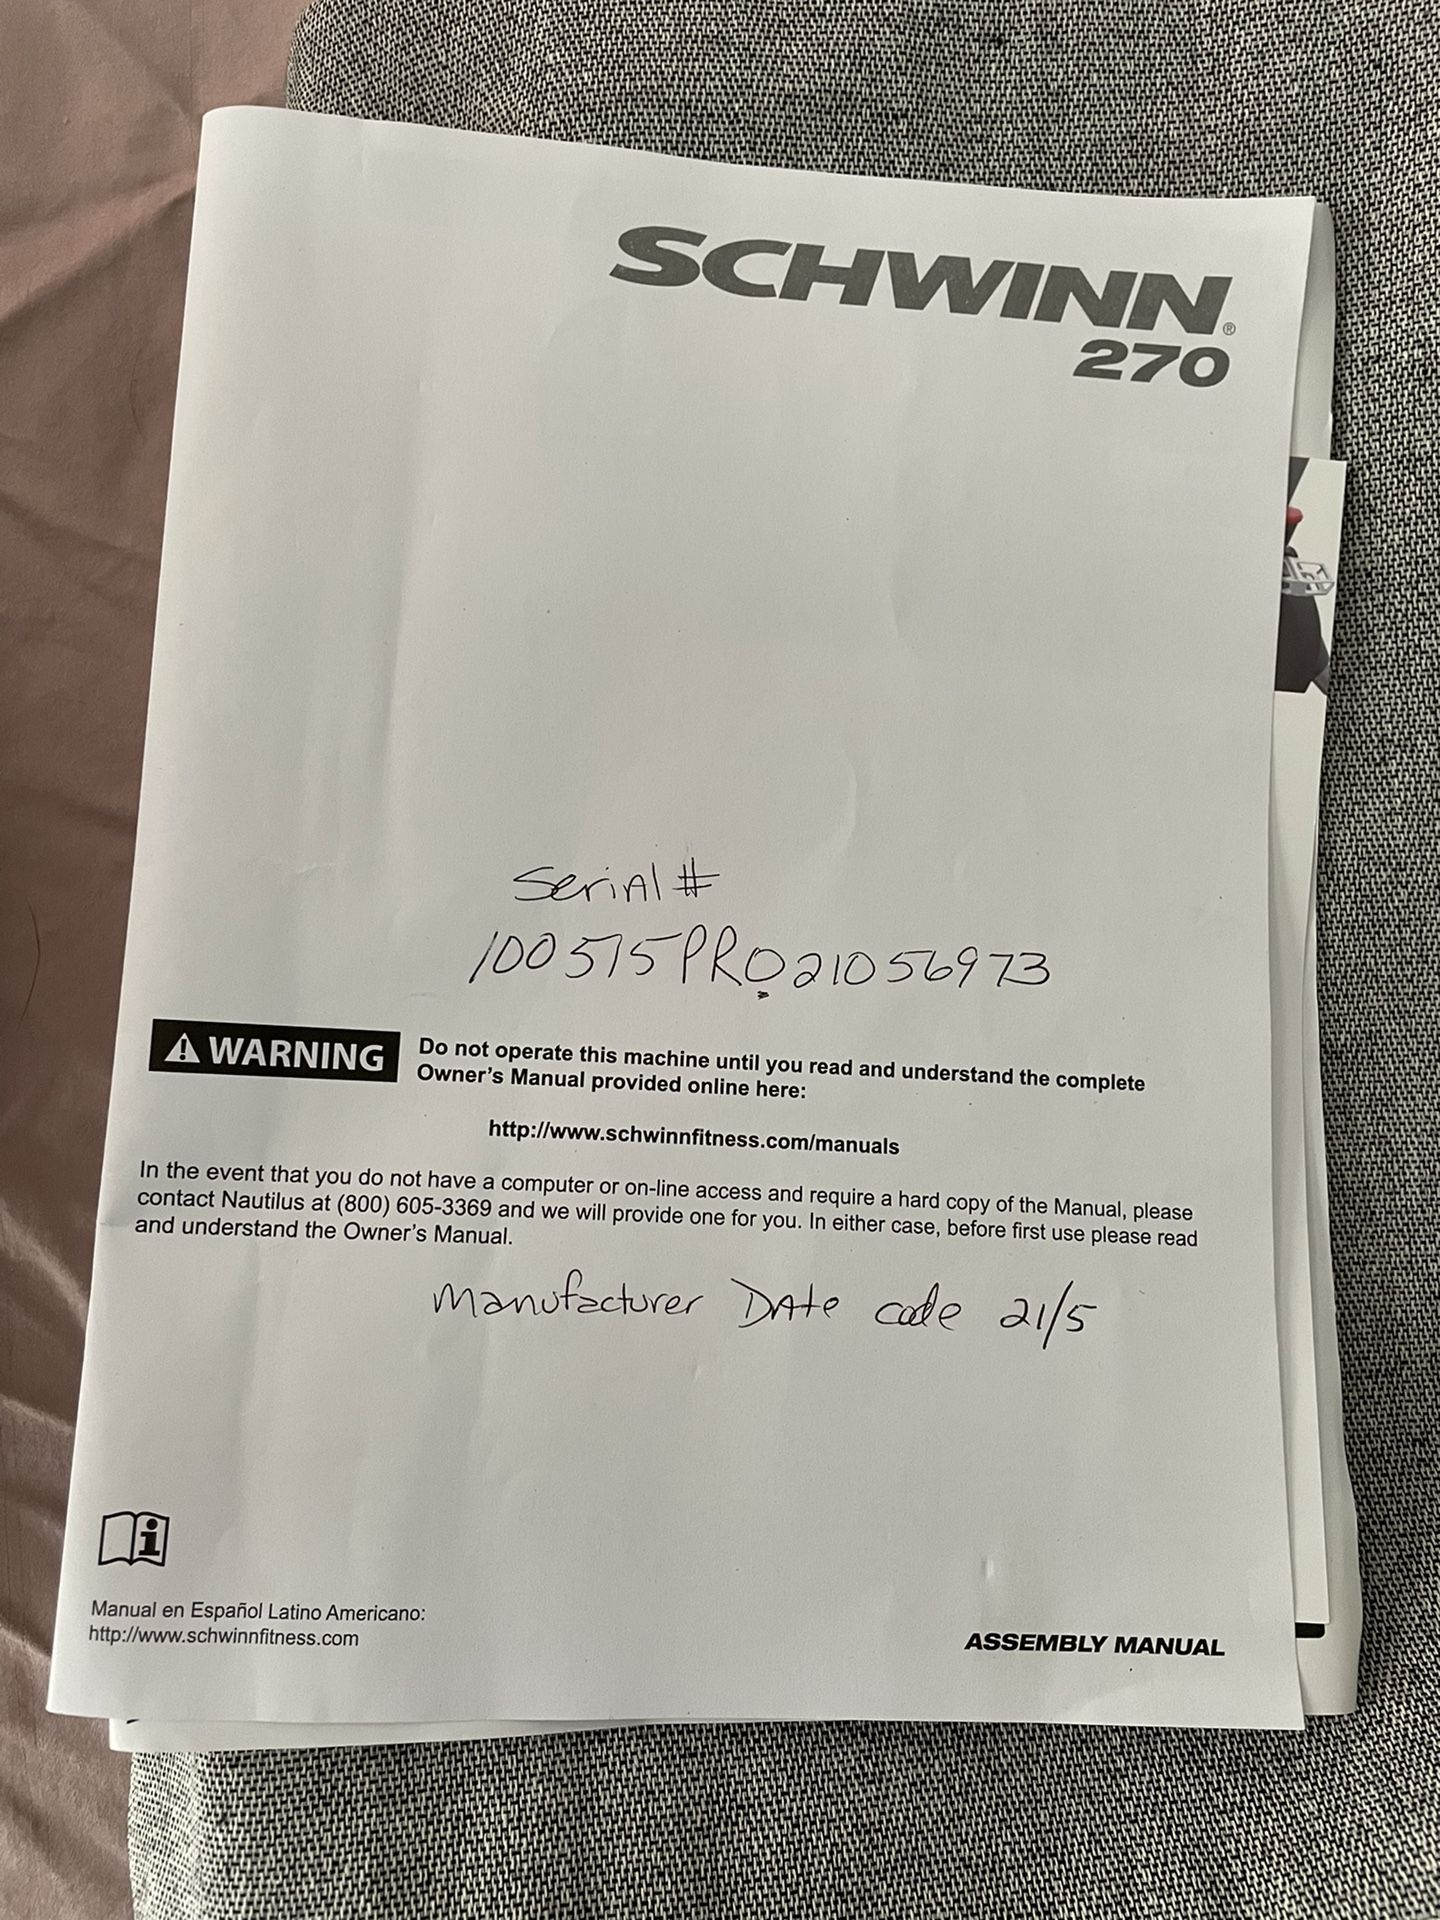 SCHWINN®
270
Serial #
100515PRO21056973
WARNING
Do not operate this machine until you read and understand the complete
Owner's Manual provided online here:
http://www.schwinnfitness.com/manuals
In the event that you do not have a computer or on-line access and require a hard copy of the Manual, please
contact Nautilus at (800) 605-3369 and we will provide one for you. In either case, before first use please read
and understand the Owner's Manual.
Manufacturer Date code 21/5
Manual en Español Latino Americano:
http://www.schwinnfitness.com
ASSEMBLY MANUAL